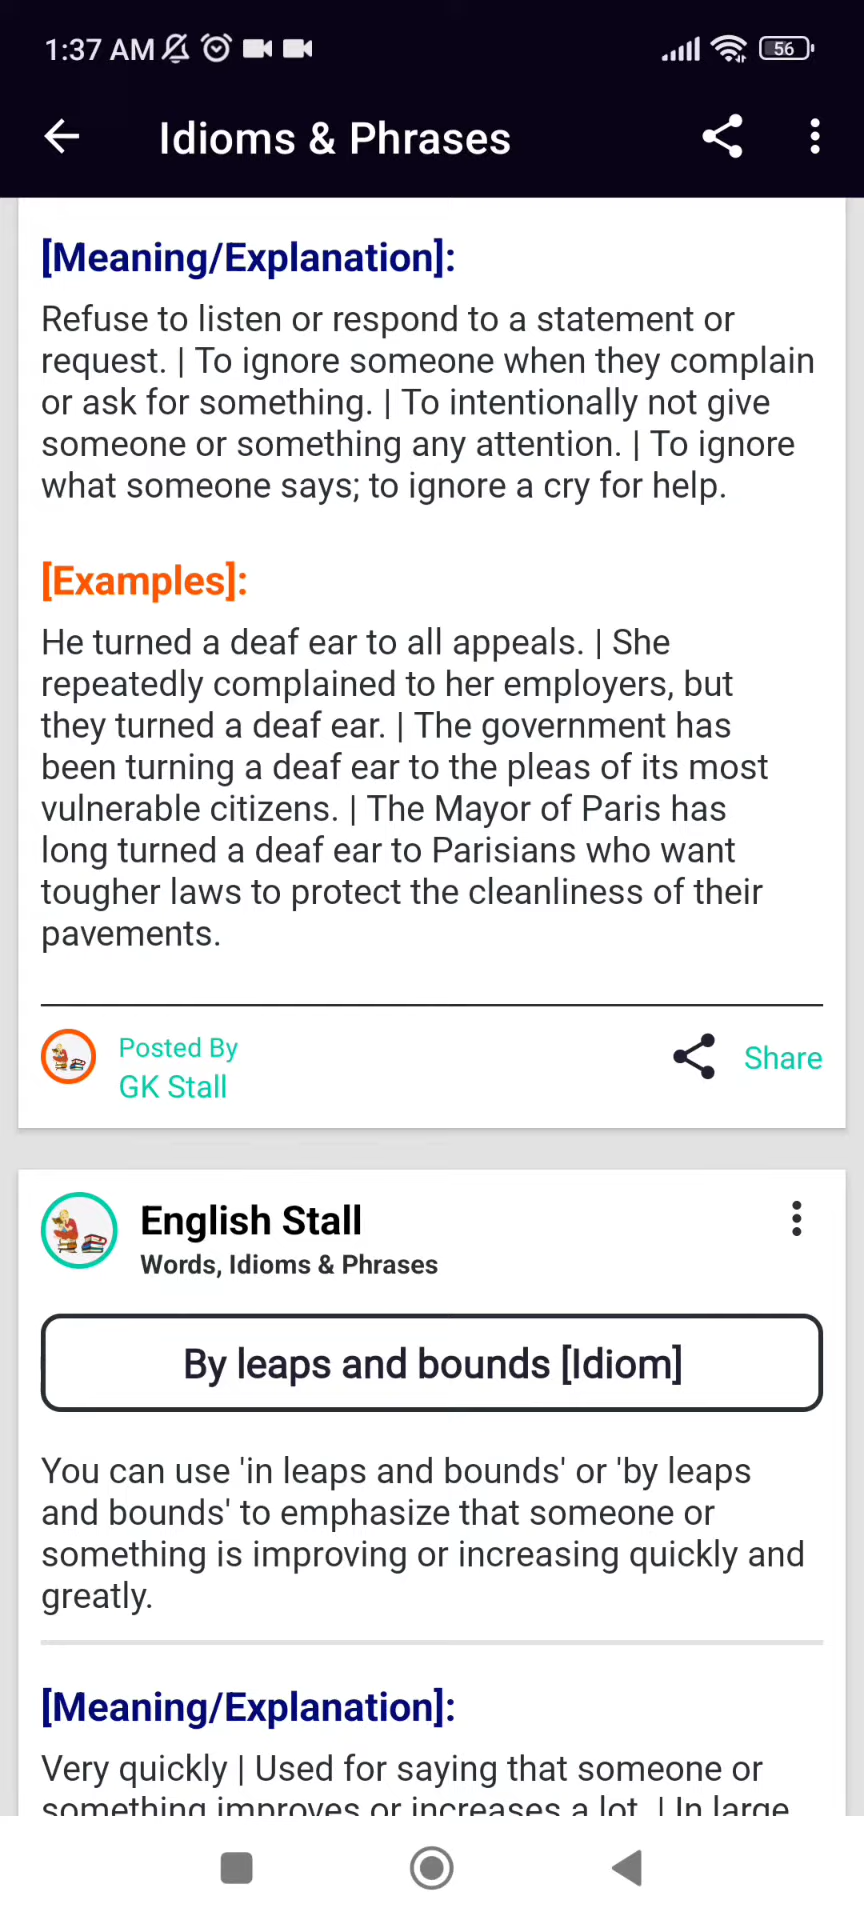 1:37 AM
56
Idioms & Phrases
[Meaning/Explanation]:
Refuse to listen or respond to a statement or
request. | To ignore someone when they complain
or ask for something. | To intentionally not give
someone or something any attention. | To ignore
what someone says; to ignore a cry for help.
[Examples]:
He turned a deaf ear to all appeals. | She
repeatedly complained to her employers, but
they turned a deaf ear. | The government has
been turning a deaf ear to the pleas of its most
vulnerable citizens. | The Mayor of Paris has
long turned a deaf ear to Parisians who want
tougher laws to protect the cleanliness of their
pavements.
Posted By
GK Stall
Share
English Stall
Words, Idioms & Phrases
By leaps and bounds [Idiom]
You can use 'in leaps and bounds' or 'by leaps
and bounds' to emphasize that someone or
something is improving or increasing quickly and
greatly.
[Meaning/Explanation]:
Very quickly | Used for saying that someone or
something improves or increases a lot. | In large